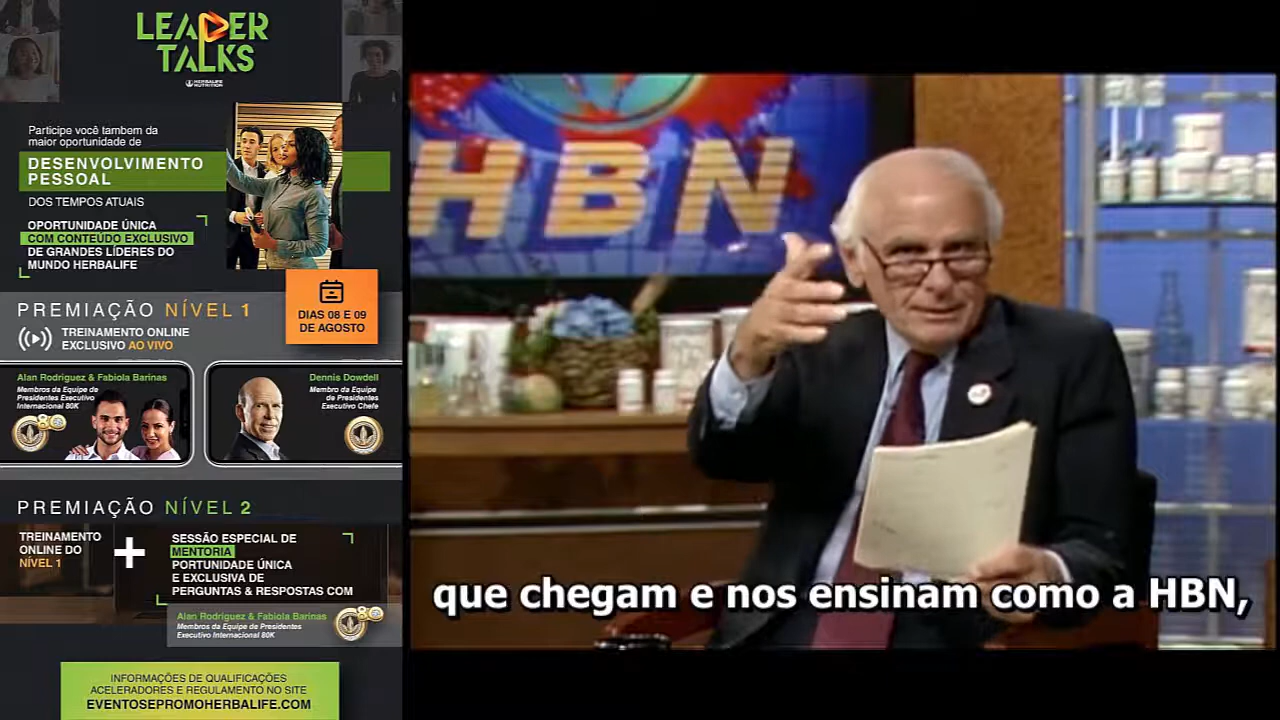 LEADER
TALKS
HERBALIFE
NUTRITION
Participe você tambem da
maior oportunidade de
DESENVOLVIMENTO
PESSOAL
DOS TEMPOS ATUAIS
OPORTUNIDADE ÚNICA
COM CONTEÚDO EXCLUSIVO
DE GRANDES LÍDERES DO
MUNDO HERBALIFE
DIAS 08 E 09
DE AGOSTO
PREMIAÇÃO NÍVEL 1
TREINAMENTO ONLINE
EXCLUSIVO AO VIVO
Alan Rodriguez & Fabiola Barinas
Membros da Equipe de
Presidentes Executivo
Internacional 80K
80
Dennis Dowdell
Membro da Equipe
de Presidentes
Executivo Chefe
PREMIAÇÃO NÍVEL 2
TREINAMENTO
ONLINE DO
NÍVEL 1
+
SESSÃO ESPECIAL DE
MENTORIA
PORTUNIDADE ÚNICA
E EXCLUSIVA DE
PERGUNTAS & RESPOSTAS COM
Alan Rodriguez & Fabiola Barinas
Membros da Equipe de Presidentes
Executivo Internacional 80K
80
INFORMAÇÕES DE QUALIFICAÇÕES
ACELERADORES E REGULAMENTO NO SITE
EVENTOSEPROMOHERBALIFE.COM
HBN
que chegam e nos ensinam como a HBN,